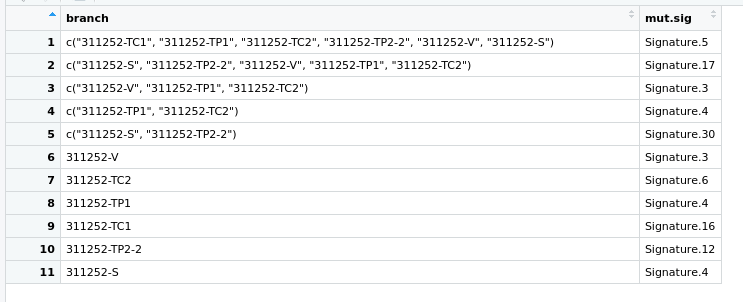 branch mut.sig
1 c("311252-TC1", "311252-TP1", "311252-TC2", "311252-TP2-2", "311252-V", "311252-S") Signature.5
2 c("311252-S", "311252-TP2-2", "311252-V", "311252-TP1", "311252-TC2") Signature.17
3 c("311252-V", "311252-TP1", "311252-TC2") Signature.3
4 c("311252-TP1", "311252-TC2") Signature.4
5 c("311252-S", "311252-TP2-2") Signature.30
6 311252-V Signature.3
7 311252-TC2 Signature.6
8 311252-TP1 Signature.4
9 311252-TC1 Signature.16
10 311252-TP2-2 Signature.12
11 311252-S Signature.4